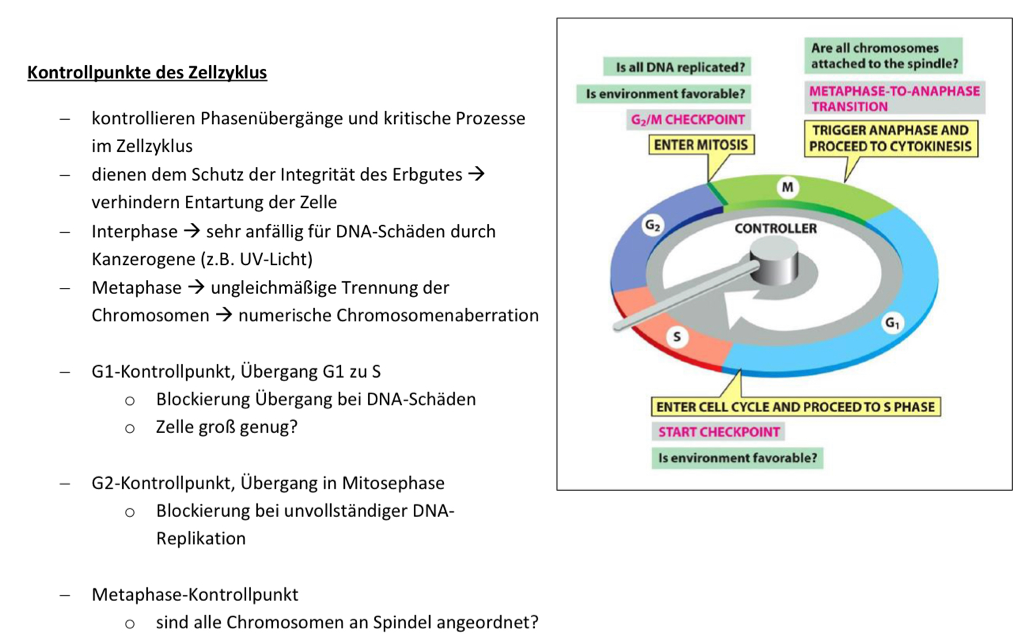 Kontrollpunkte des Zellzyklus
– kontrollieren Phasenübergänge und kritische Prozesse
im Zellzyklus
– dienen dem Schutz der Integrität des Erbgutes →
verhindern Entartung der Zelle
– Interphase → sehr anfällig für DNA-Schäden durch
Kanzerogene (z.B. UV-Licht)
– Metaphase → ungleichmäßige Trennung der
Chromosomen → numerische Chromosomenaberration
– G1-Kontrollpunkt, Übergang G1 zu S
o Blockierung Übergang bei DNA-Schäden
o Zelle groß genug?
– G2-Kontrollpunkt, Übergang in Mitosephase
o Blockierung bei unvollständiger DNA-
Replikation
– Metaphase-Kontrollpunkt
o sind alle Chromosomen an Spindel angeordnet?
Is all DNA replicated?
Is environment favorable?
G₂/M CHECKPOINT
ENTER MITOSIS
Are all chromosomes
attached to the spindle?
METAPHASE-TO-ANAPHASE
TRANSITION
TRIGGER ANAPHASE AND
PROCEED TO CYTOKINESIS
M
G₂
CONTROLLER
G₁
S
ENTER CELL CYCLE AND PROCEED TO S PHASE
START CHECKPOINT
Is environment favorable?